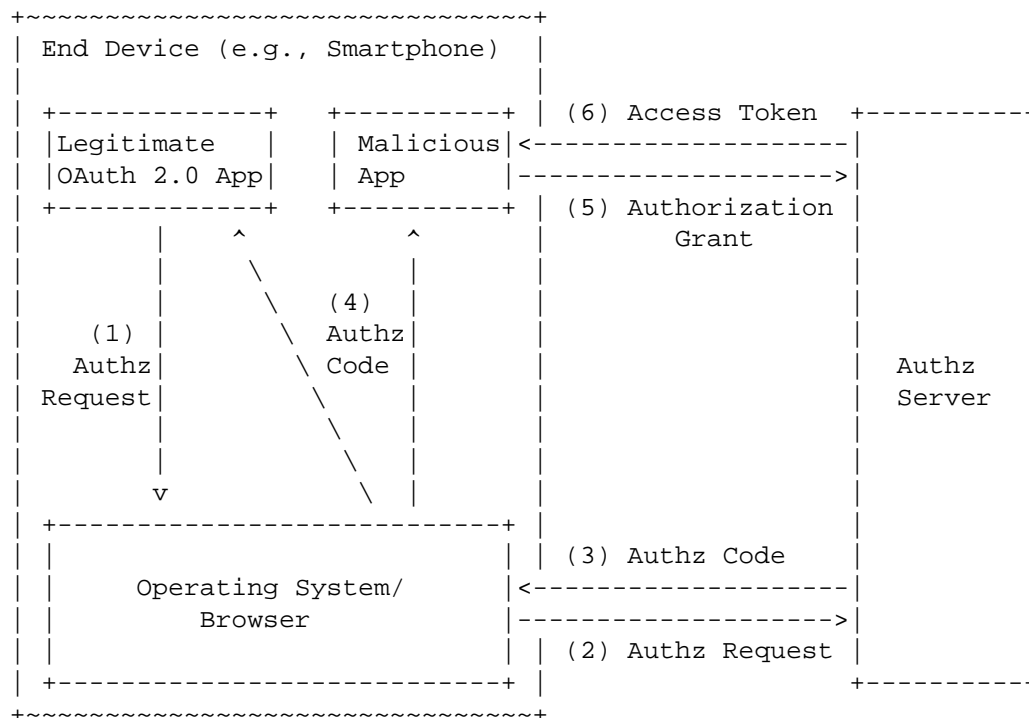 End Device (e.g., Smartphone)
(6) Access Token
Legitimate
OAuth 2.0 App
Malicious
App
(5) Authorization
Grant
(4)
Authz
Code
(1)
Authz
Request
Authz
Server
(3) Authz Code
Operating System/
Browser
(2) Authz Request